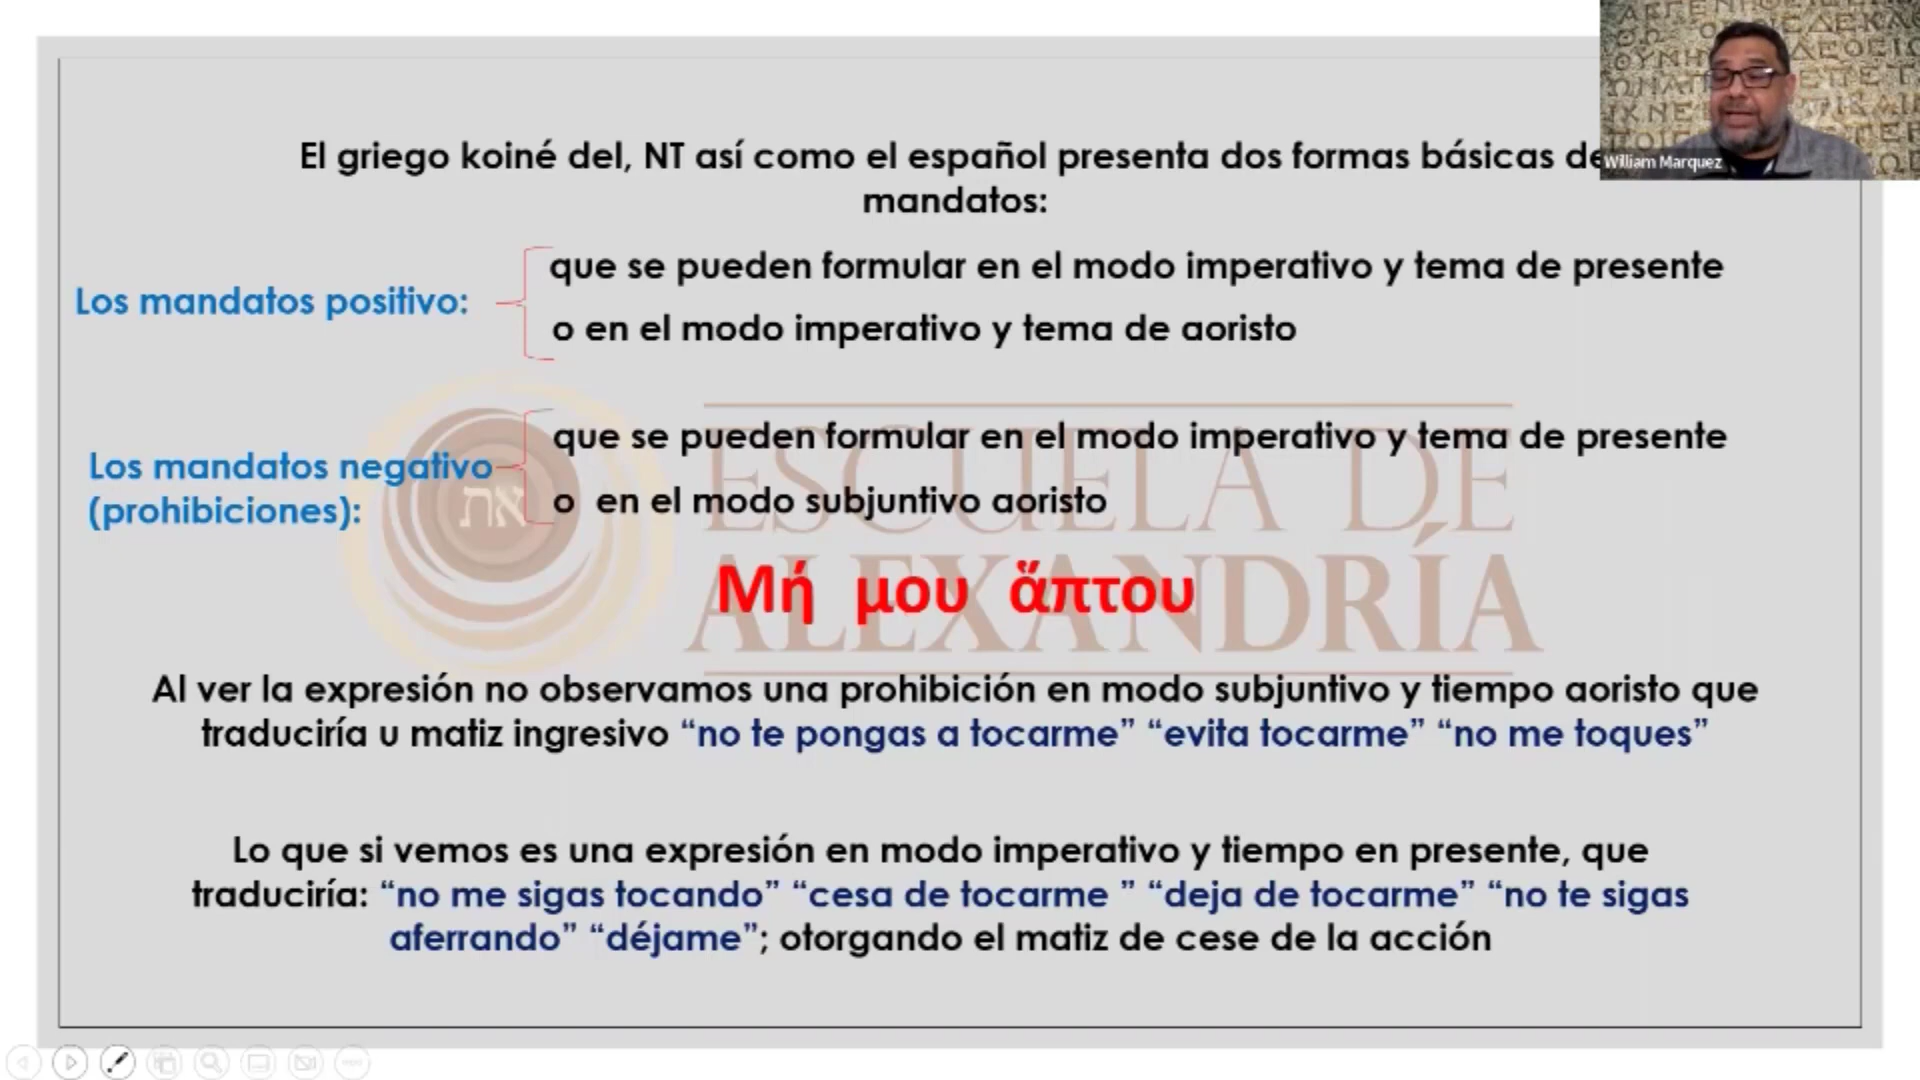 El griego koiné del, NT así como el español presenta dos formas básicas de
mandatos:
Los mandatos positivo:
que se pueden formular en el modo imperativo y tema de presente
o en el modo imperativo y tema de aoristo
Los mandatos negativo
(prohibiciones):
que se pueden formular en el modo imperativo y tema de presente
o en el modo subjuntivo aoristo
את
ESCUELA DE
ALEXANDRÍA
Μή μου ἅπτου
Al ver la expresión no observamos una prohibición en modo subjuntivo y tiempo aoristo que
traduciría u matiz ingresivo “no te pongas a tocarme” “evita tocarme” “no me toques”
Lo que si vemos es una expresión en modo imperativo y tiempo en presente, que
traduciría: “no me sigas tocando” “cesa de tocarme ” “deja de tocarme” “no te sigas
aferrando” “déjame”; otorgando el matiz de cese de la acción
William Marquez